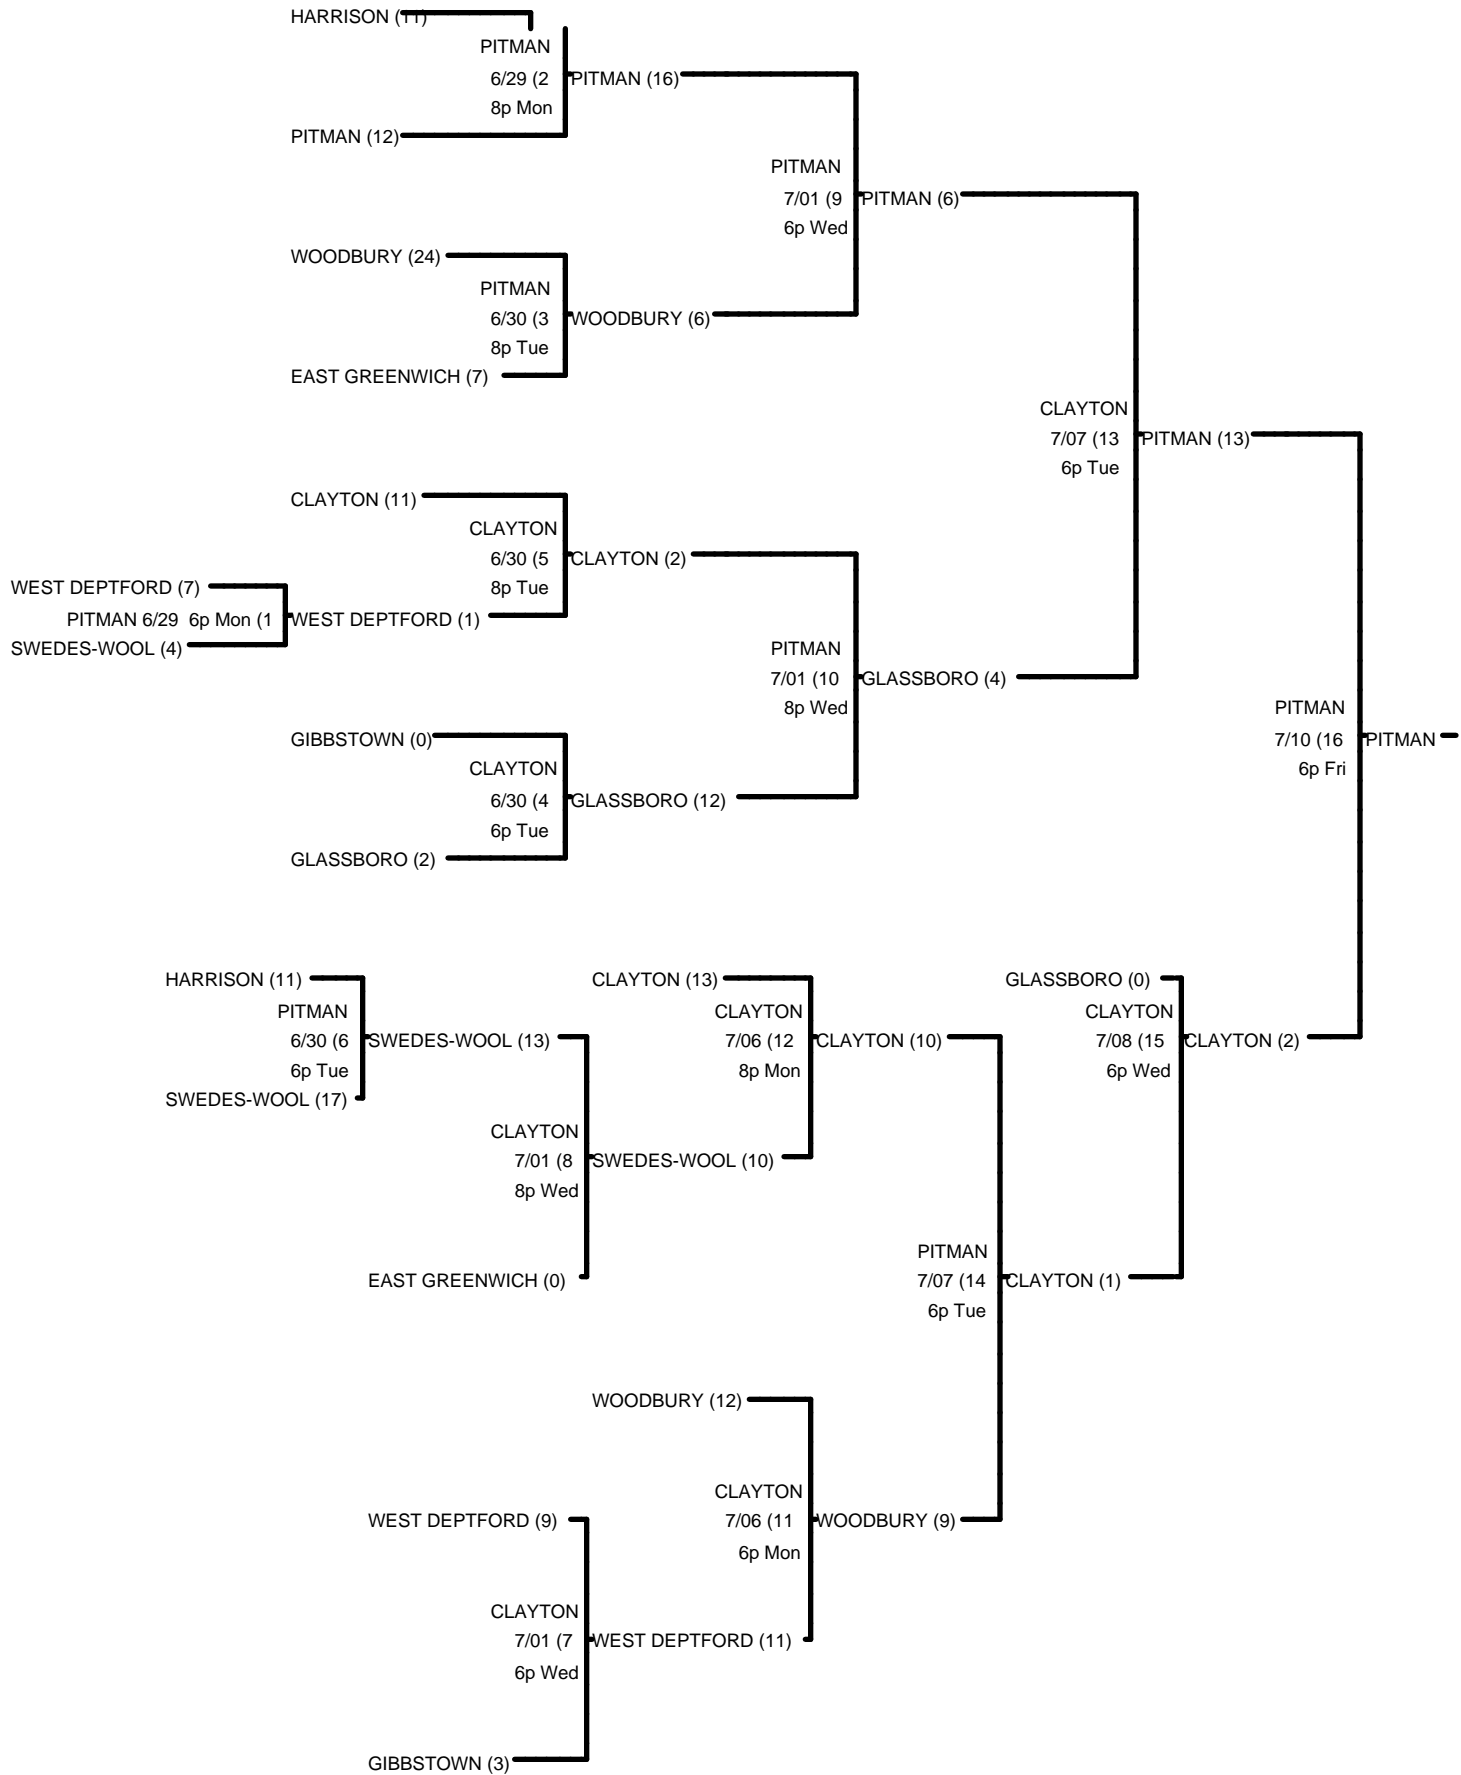 HARRISON (11)
PITMAN
6/29 (2
8p Mon
PITMAN (16)
PITMAN (12)
PITMAN
7/01 (9
6p Wed
PITMAN (6)
WOODBURY (24)
PITMAN
6/30 (3
8p Tue
WOODBURY (6)
EAST GREENWICH (7)
CLAYTON
7/07 (13
6p Tue
PITMAN (13)
CLAYTON (11)
CLAYTON
6/30 (5
8p Tue
CLAYTON (2)
WEST DEPTFORD (7)
PITMAN 6/29 6p Mon (1
WEST DEPTFORD (1)
SWEDES-WOOL (4)
PITMAN
7/01 (10
8p Wed
GLASSBORO (4)
GIBBSTOWN (0)
CLAYTON
6/30 (4
6p Tue
GLASSBORO (12)
GLASSBORO (2)
PITMAN
7/10 (16
6p Fri
PITMAN
HARRISON (11)
PITMAN
6/30 (6
6p Tue
SWEDES-WOOL (13)
SWEDES-WOOL (17)
CLAYTON
7/01 (8
8p Wed
SWEDES-WOOL (10)
EAST GREENWICH (0)
CLAYTON (13)
CLAYTON
7/06 (12
8p Mon
CLAYTON (10)
GLASSBORO (0)
CLAYTON
7/08 (15
6p Wed
CLAYTON (2)
PITMAN
7/07 (14
6p Tue
CLAYTON (1)
WOODBURY (12)
CLAYTON
7/06 (11
6p Mon
WOODBURY (9)
WEST DEPTFORD (9)
CLAYTON
7/01 (7
6p Wed
WEST DEPTFORD (11)
GIBBSTOWN (3)